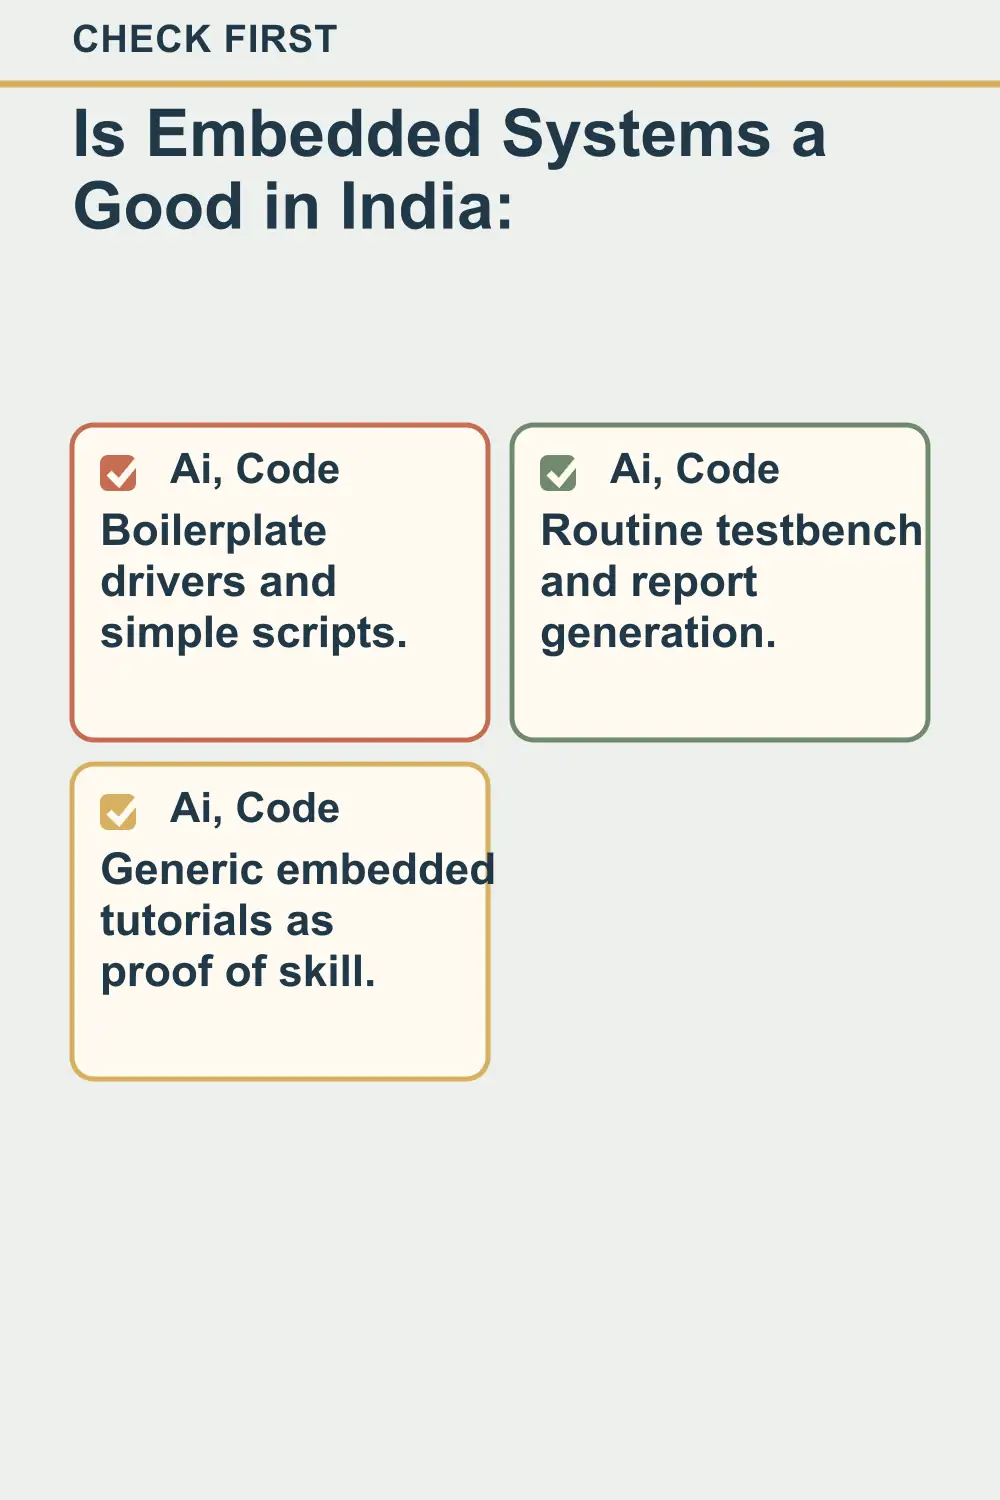 CHECK FIRST
Is Embedded Systems a
Good in India:
Ai, Code
Boilerplate
drivers and
simple scripts.
Ai, Code
Routine testbench
and report
generation.
Ai, Code
Generic embedded
tutorials as
proof of skill.